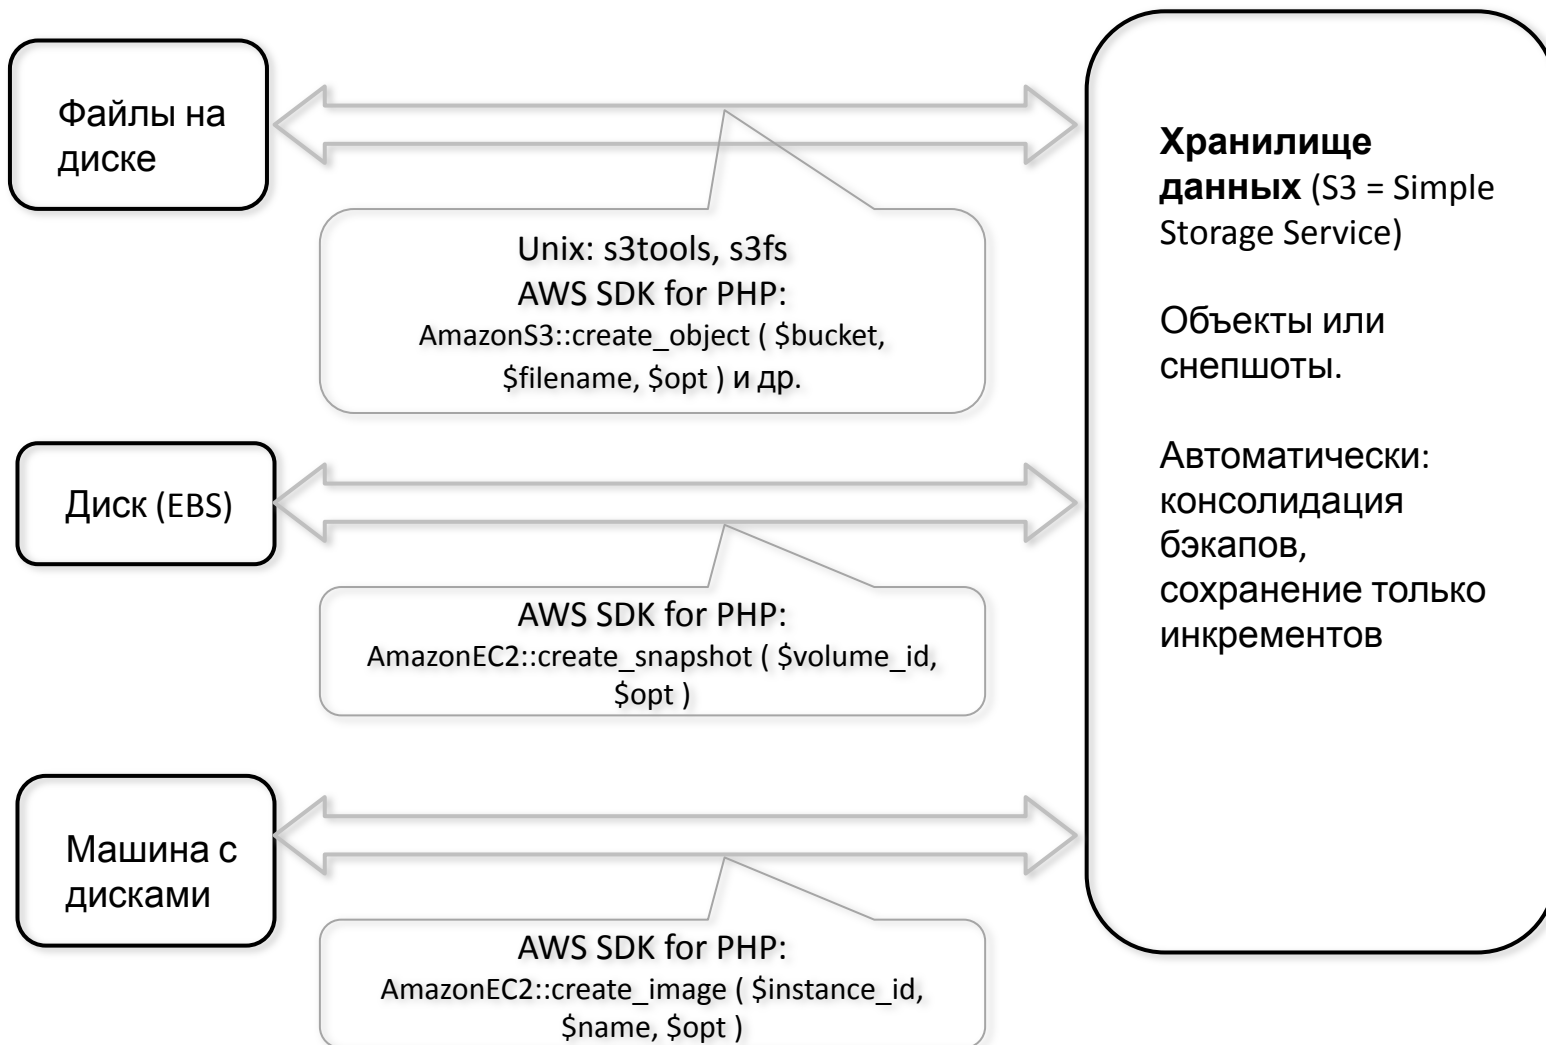 Файлы на
диске
Unix: s3tools, s3fs
AWS SDK for PHP:
AmazonS3::create_object ( $bucket,
$filename, $opt ) и др.
Диск (EBS)
AWS SDK for PHP:
AmazonEC2::create_snapshot ( $volume_id,
$opt )
Машина с
дисками
AWS SDK for PHP:
AmazonEC2::create_image ( $instance_id,
$name, $opt )
Хранилище
данных (S3 = Simple
Storage Service)
Объекты или
снепшоты.
Автоматически:
консолидация
бэкапов,
сохранение только
инкрементов